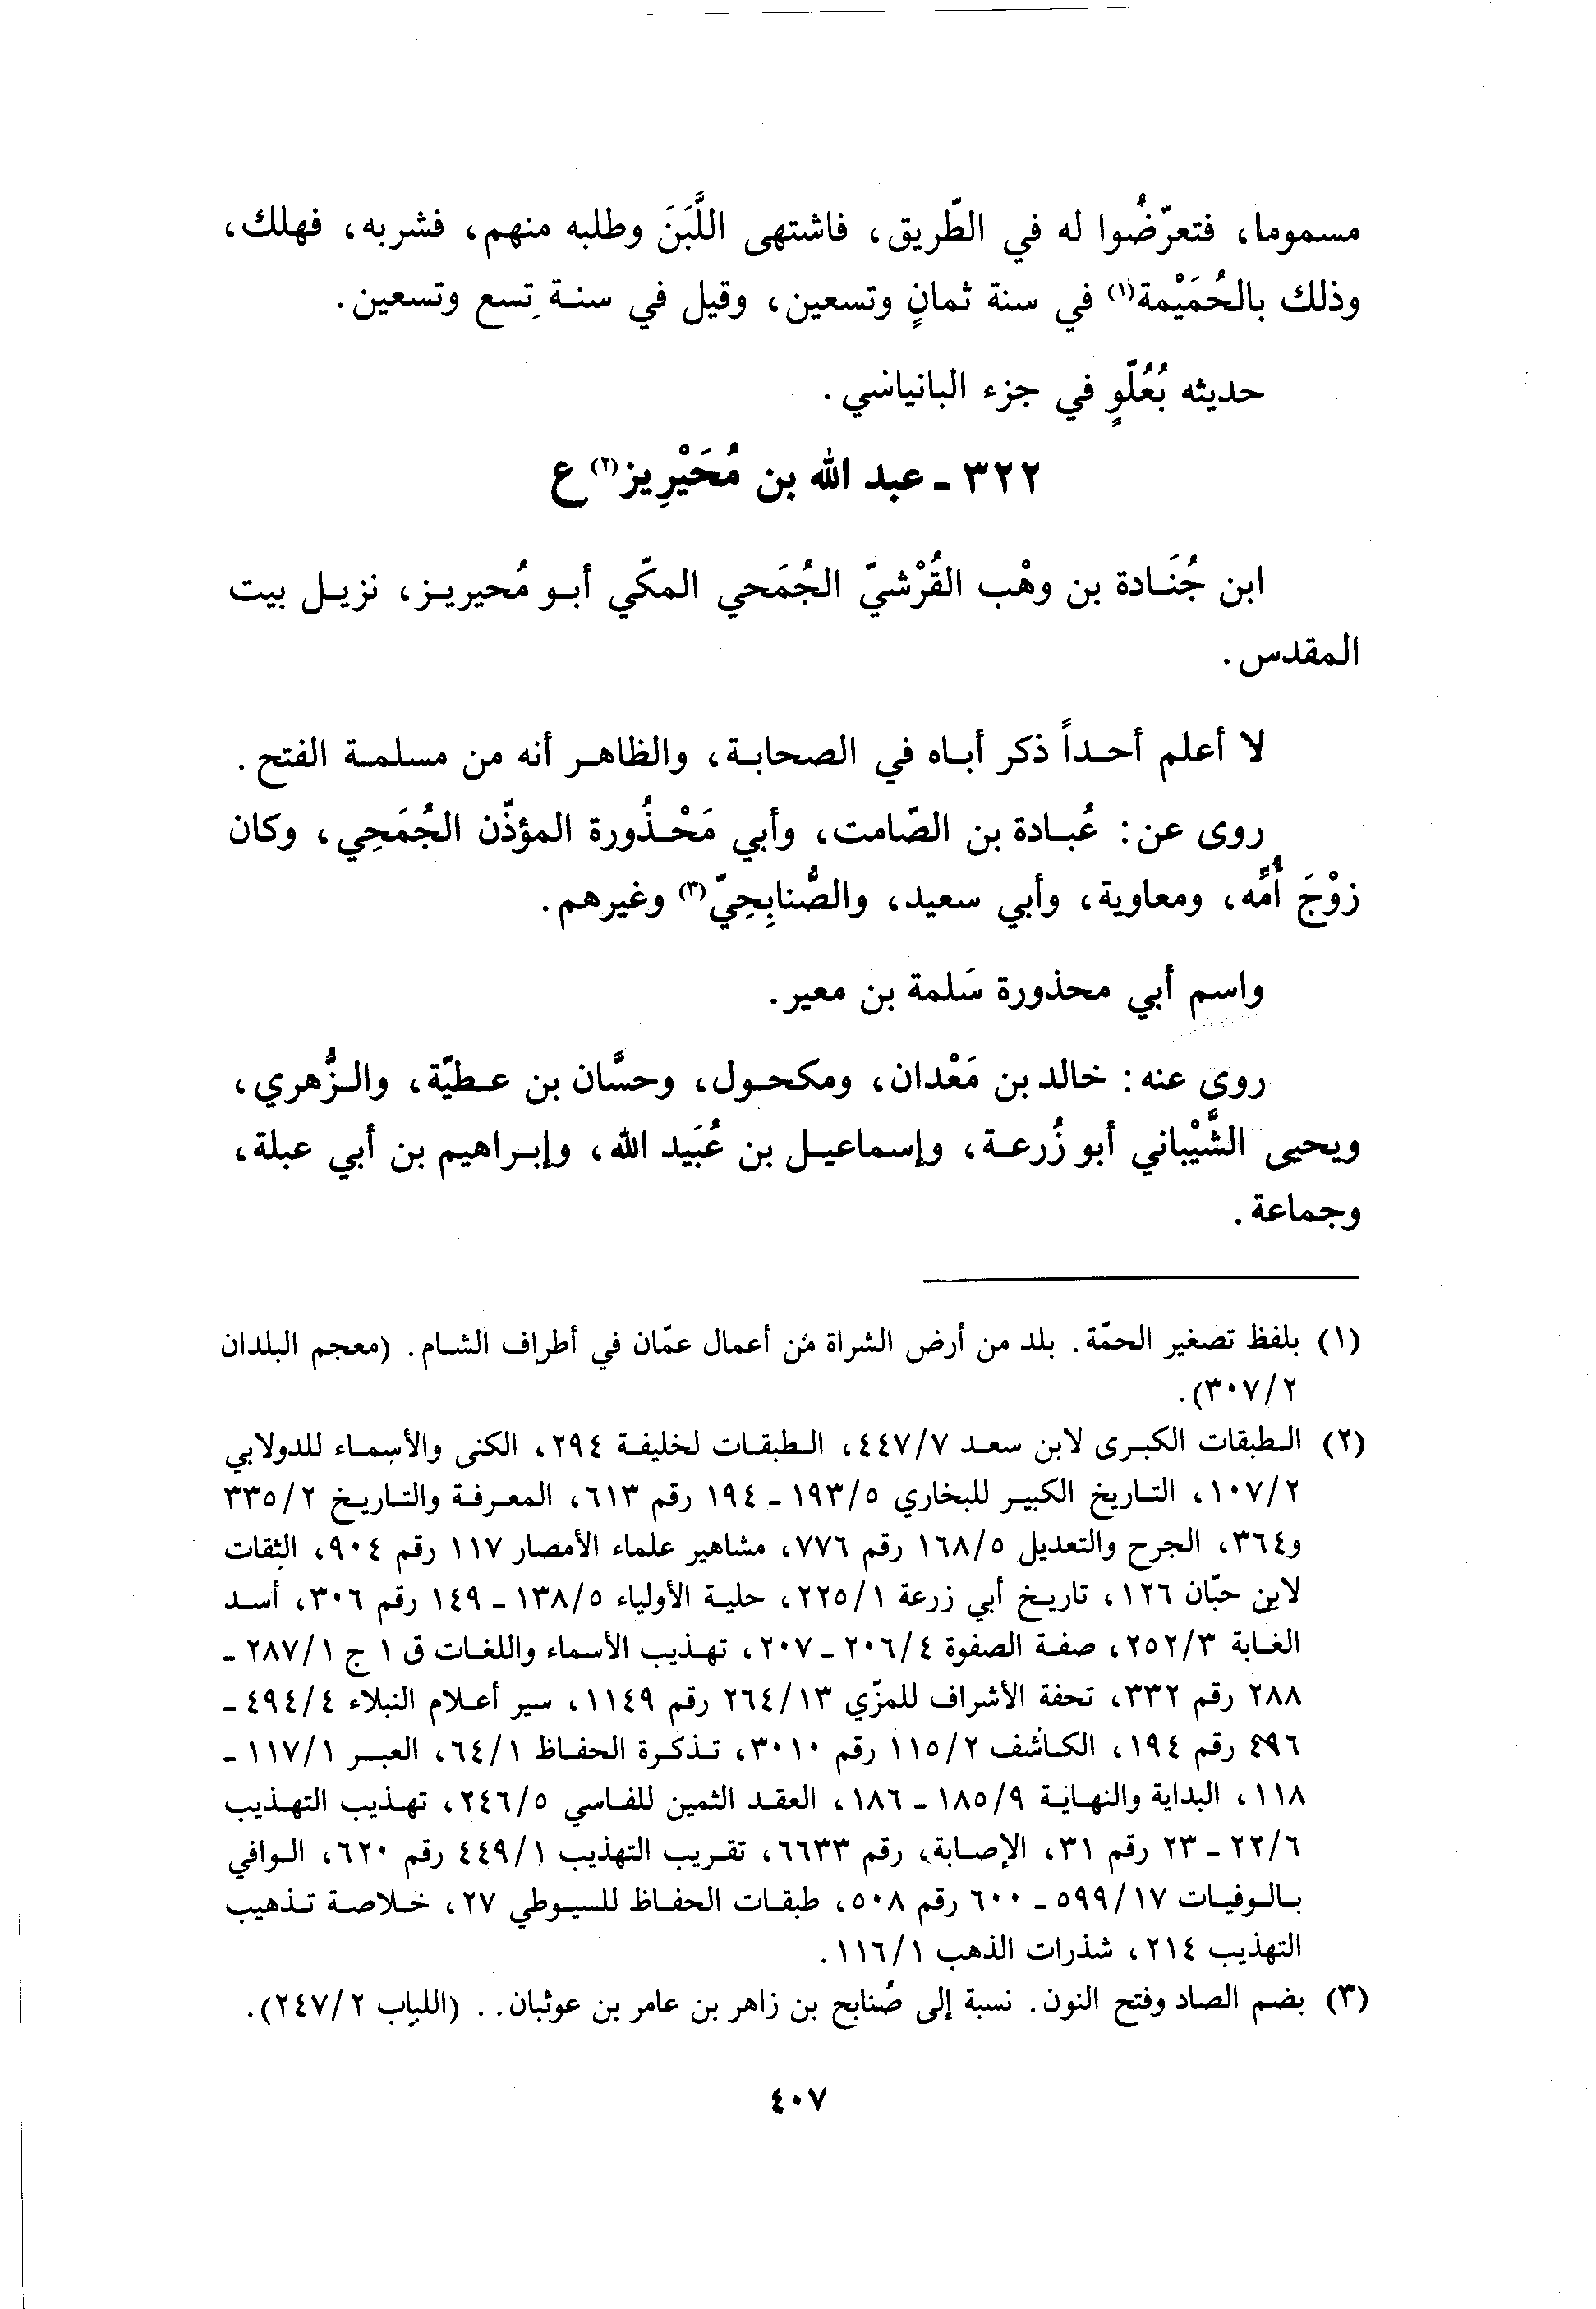 مسموما، فتعرّضُوا له في الطّريق، فاشتهى اللَّبَنَ وطلبه منهم، فشربه، فهلك،
وذلك بالحُمَيْمة(١) في سنة ثمانٍ وتسعين، وقيل في سنة تسع وتسعين.
حديثه بُعُلّوٍ في جزء البانياسي.
٣٢٢ - عبد الله بن مُحَيْرِيز(٢) ع
ابن جُنَادة بن وهْب القُرْشيّ الجُمَحي المكّي أبو مُحيريز، نزيل بيت
المقدس.
لا أعلم أحداً ذكر أباه في الصحابة، والظاهر أنه من مسلمة الفتح.
روى عن: عُبادة بن الصّامت، وأبي مَحْذُورة المؤذّن الجُمَحِي، وكان
زوْجَ أُمِّه، ومعاوية، وأبي سعيد، والصُّنابِحِيّ(٣) وغيرهم.
واسم أبي محذورة سَلمة بن معير.
روى عنه: خالد بن مَعْدان، ومكحول، وحسَّان بن عطيّة، والزُّهري،
ويحيى الشَّيْباني أبو زُرعة، وإسماعيل بن عُبَيد الله، وإبراهيم بن أبي عبلة،
وجماعة.
(١) بلفظ تصغير الحمّة. بلد من أرض الشراة من أعمال عمّان في أطراف الشام. (معجم البلدان
٣٠٧/٢).
(٢) الطبقات الكبرى لابن سعد ٤٤٧/٧، الطبقات لخليفة ٢٩٤، الكنى والأسماء للدولابي
١٠٧/٢، التاريخ الكبير للبخاري ١٩٣/٥ - ١٩٤ رقم ٦١٣، المعرفة والتاريخ ٣٣٥/٢
و٣٦٤، الجرح والتعديل ١٦٨/٥ رقم ٧٧٦، مشاهير علماء الأمصار ١١٧ رقم ٩٠٤، الثقات
لابن حبّان ١٢٦، تاريخ أبي زرعة ٢٢٥/١، حلية الأولياء ١٣٨/٥ - ١٤٩ رقم ٣٠٦، أسد
الغابة ٢٥٢/٣، صفة الصفوة ٢٠٦/٤ - ٢٠٧، تهذيب الأسماء واللغات ق ١ ج ٢٨٧/١ -
٢٨٨ رقم ٣٣٢، تحفة الأشراف للمزّي ٢٦٤/١٣ رقم ١١٤٩، سير أعلام النبلاء ٤٩٤/٤ -
٤٩٦ رقم ١٩٤، الكاشف ١١٥/٢ رقم ٣٠١٠، تذكرة الحفاظ ٦٤/١، العبر ١١٧/١ -
١١٨، البداية والنهاية ١٨٥/٩ - ١٨٦، العقد الثمين للفاسي ٢٤٦/٥، تهذيب التهذيب
٢٢/٦ - ٢٣ رقم ٣١، الإصابة، رقم ٦٦٣٣، تقريب التهذيب ٤٤٩/١ رقم ٦٢٠، الوافي
بالوفيات ٥٩٩/١٧ - ٦٠٠ رقم ٥٠٨، طبقات الحفاظ للسيوطي ٢٧، خلاصة تذهيب
التهذيب ٢١٤، شذرات الذهب ١١٦/١.
(٣) بضم الصاد وفتح النون. نسبة إلى صُنابح بن زاهر بن عامر بن عوثبان.. (اللباب ٢٤٧/٢).
٤٠٧